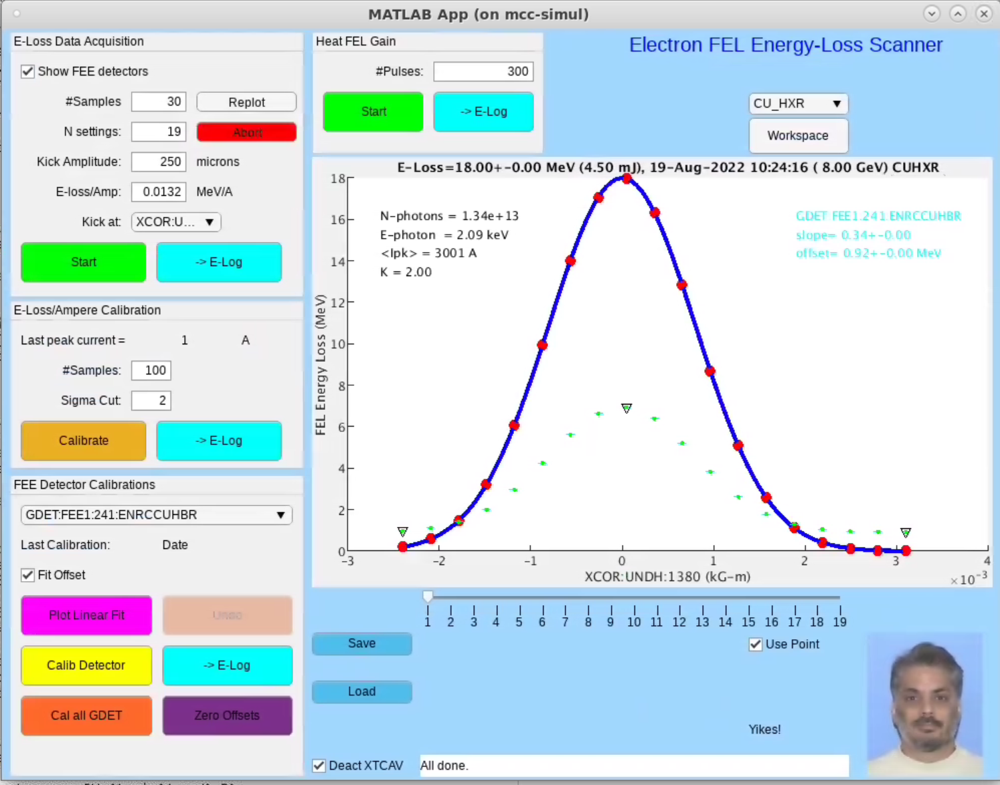 MATLAB App (on mcc-simul)
E-Loss Data Acquisition
Show FEE detectors
#Samples 30 Replot
N settings: 19 Abort
Kick Amplitude: 250 microns
E-loss/Amp: 0.0132 MeV/A
Kick at: XCOR:U...
Start -> E-Log
E-Loss/Ampere Calibration
Last peak current = 1 A
#Samples: 100
Sigma Cut: 2
Calibrate -> E-Log
FEE Detector Calibrations
GDET:FEE1:241:ENRCCUHBR
Last Calibration: Date
Fit Offset
Plot Linear Fit Undo
Calib Detector -> E-Log
Cal all GDET Zero Offsets
Heat FEL Gain
#Pulses: 300
Start -> E-Log
Electron FEL Energy-Loss Scanner
CU_HXR
Workspace
E-Loss=18.00+-0.00 MeV (4.50 mJ), 19-Aug-2022 10:24:16 ( 8.00 GeV) CUHXR
N-photons = 1.34e+13
E-photon = 2.09 keV
<Ipk> = 3001 A
K = 2.00
GDET:FEE1:241:ENRCCUHBR
slope= 0.34+-0.00
offset= 0.92+-0.00 MeV
FEL Energy Loss (MeV)
18
16
14
12
10
8
6
4
2
0
-3 -2 -1 0 1 2 3 4
XCOR:UNDH:1380 (kG-m)
×10-3
1 2 3 4 5 6 7 8 9 10 11 12 13 14 15 16 17 18 19
Save
Use Point
Load
Yikes!
Deact XTCAV All done.